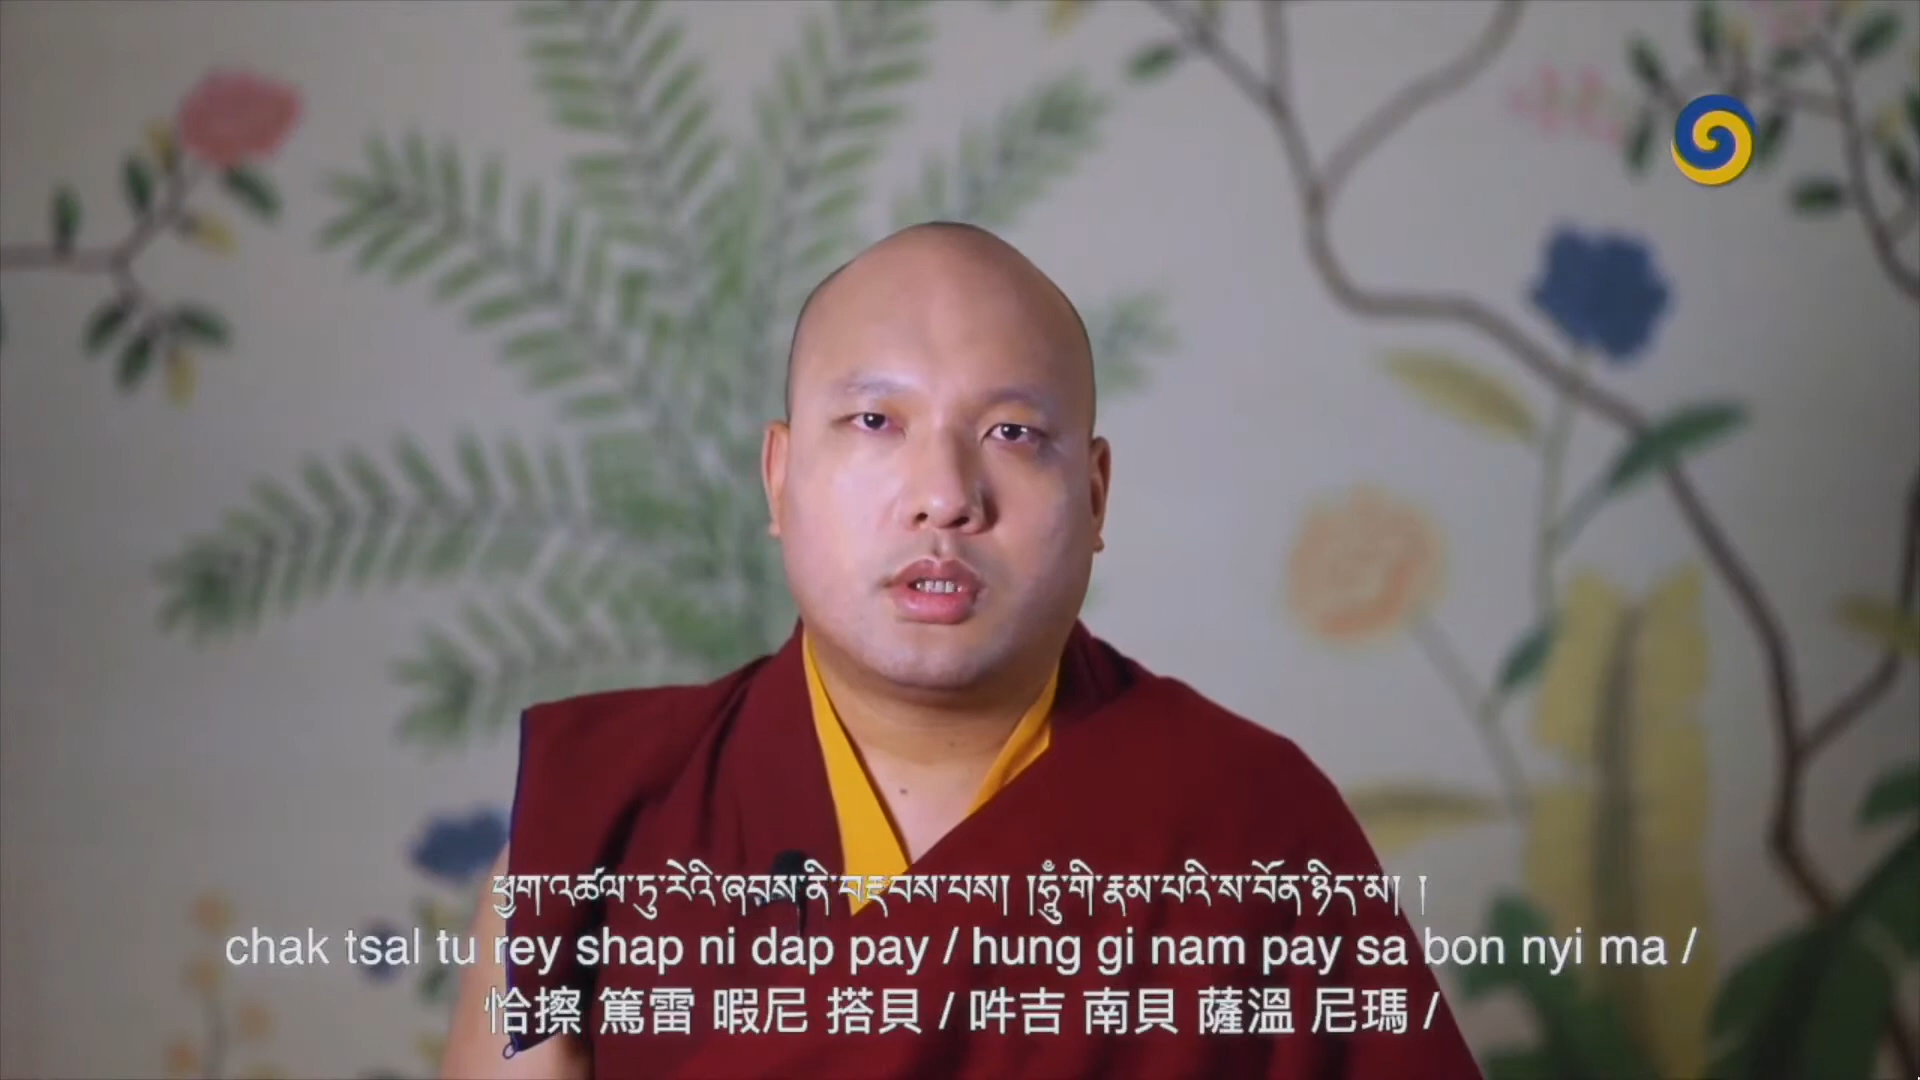 ཕྱག་འཚལ་ཏུ་རེའི་ཞབས་ནི་བརྡབས་པས། །ཧཱུྃ་གི་རྣམ་པའི་ས་བོན་ཉིད་མ། །
chak tsal tu rey shap ni dap pay / hung gi nam pay sa bon nyi ma /
恰擦 篤雷 暇尼 搭貝 / 吽吉 南貝 薩溫 尼瑪 /